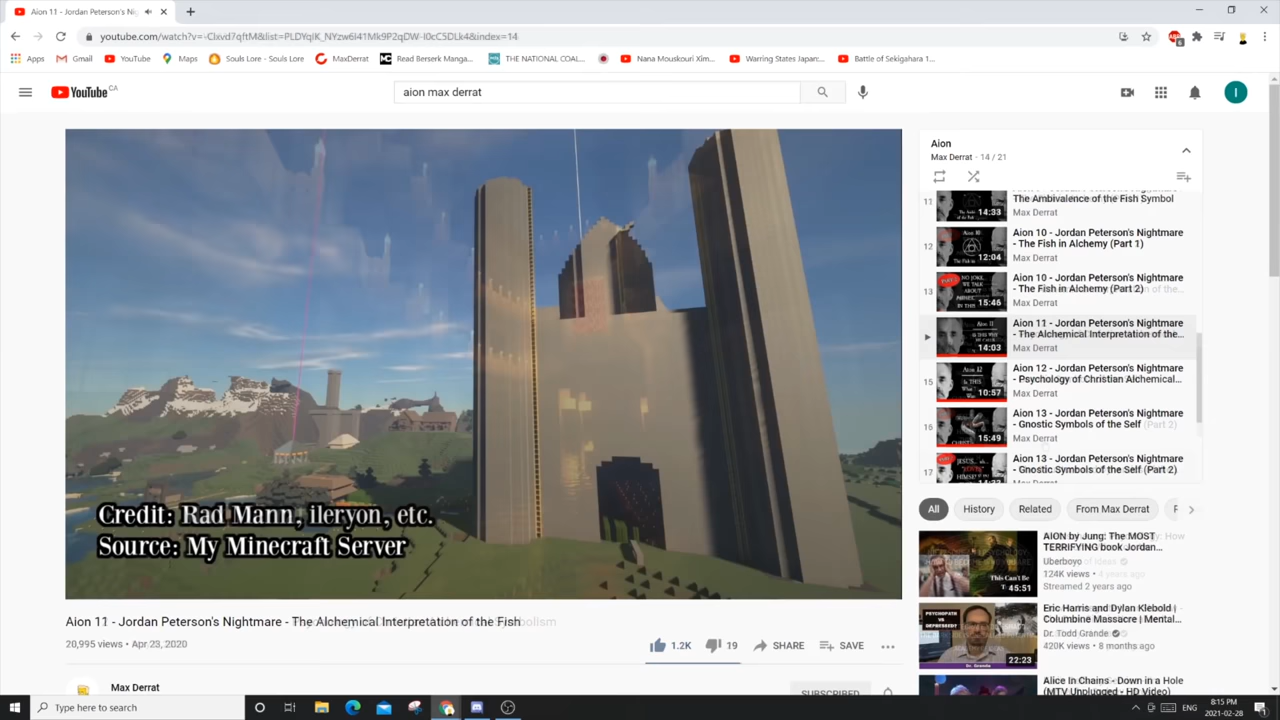 Aion 11 - Jordan Peterson's Ni
youtube.com/watch?v=-Clxvd7qftM&list=PLDYqIK_NYzw6l41Mk9P2qDW-I0cC5DLk4&index=14
Apps
Gmail
YouTube
Maps
Souls Lore - Souls Lore
MaxDerrat
Read Berserk Manga...
THE NATIONAL COAL...
Nana Mouskouri Xim...
Warring States Japan:...
Battle of Sekigahara 1...
YouTube CA
aion max derrat
I
Credit: Rad Mann, ileryon, etc.
Source: My Minecraft Server
Aion 11 - Jordan Peterson's Nightmare - The Alchemical Interpretation of the Fish
20,995 views • Apr 23, 2020
1.2K
19
SHARE
SAVE
Max Derrat
SUBSCRIBED
Aion
Max Derrat - 14 / 21
11
14:33
The Ambivalence of the Fish Symbol
Max Derrat
12
12:04
Aion 10 - Jordan Peterson's Nightmare
- The Fish in Alchemy (Part 1)
Max Derrat
13
15:46
Aion 10 - Jordan Peterson's Nightmare
- The Fish in Alchemy (Part 2)
Max Derrat
14:03
Aion 11 - Jordan Peterson's Nightmare
- The Alchemical Interpretation of the...
Max Derrat
15
10:57
Aion 12 - Jordan Peterson's Nightmare
- Psychology of Christian Alchemical...
Max Derrat
16
15:49
Aion 13 - Jordan Peterson's Nightmare
- Gnostic Symbols of the Self
Max Derrat
17
Aion 13 - Jordan Peterson's Nightmare
- Gnostic Symbols of the Self (Part 2)
All
History
Related
From Max Derrat
45:51
AION by Jung: The MOST
TERRIFYING book Jordan...
Uberboyo
124K views •
Streamed 2 years ago
PSYCHOPATH
VS
DEPRESSED?
22:23
Eric Harris and Dylan Klebold |
Columbine Massacre | Mental...
Dr. Todd Grande
420K views • 8 months ago
Alice In Chains - Down in a Hole
(MTV Unplugged - HD Video)
Type here to search
ENG
8:15 PM
2021-02-28